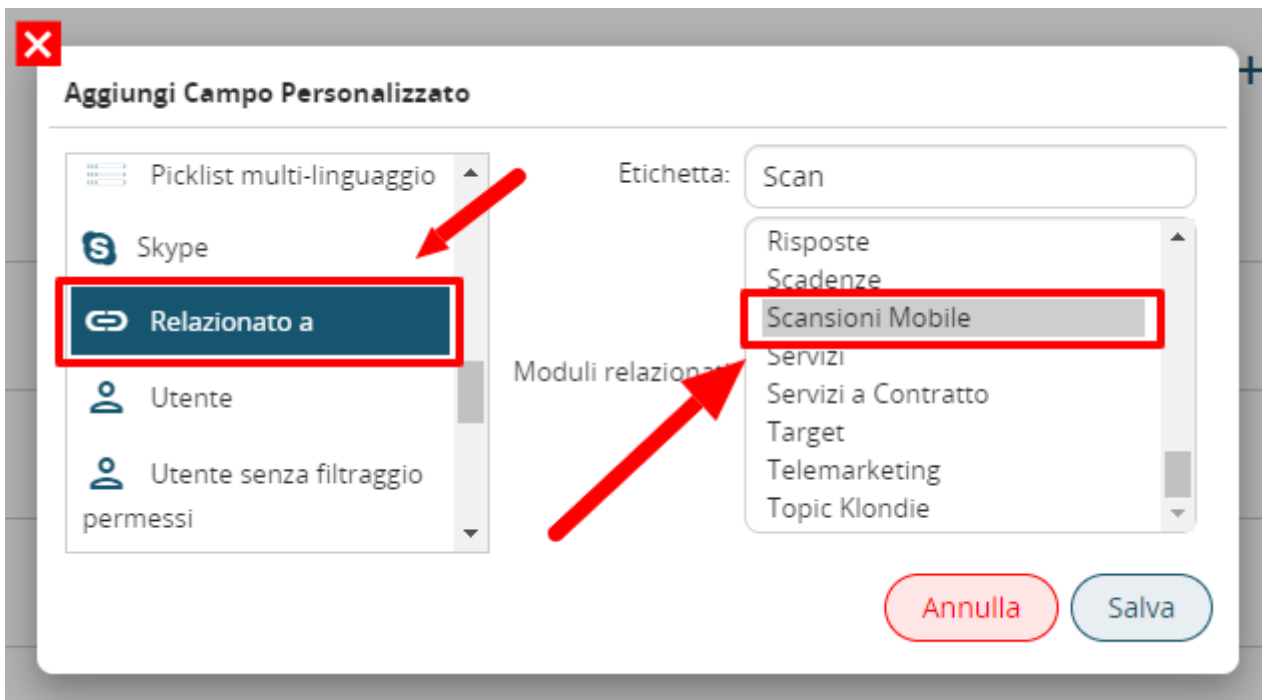 Aggiungi Campo Personalizzato
Picklist multi-linguaggio
Skype
Relazionato a
Utente
Utente senza filtraggio
permessi
Etichetta:
Scan
Moduli relazionati
Risposte
Scadenze
Scansioni Mobile
Servizi
Servizi a Contratto
Target
Telemarketing
Topic Klondie
Annulla
Salva